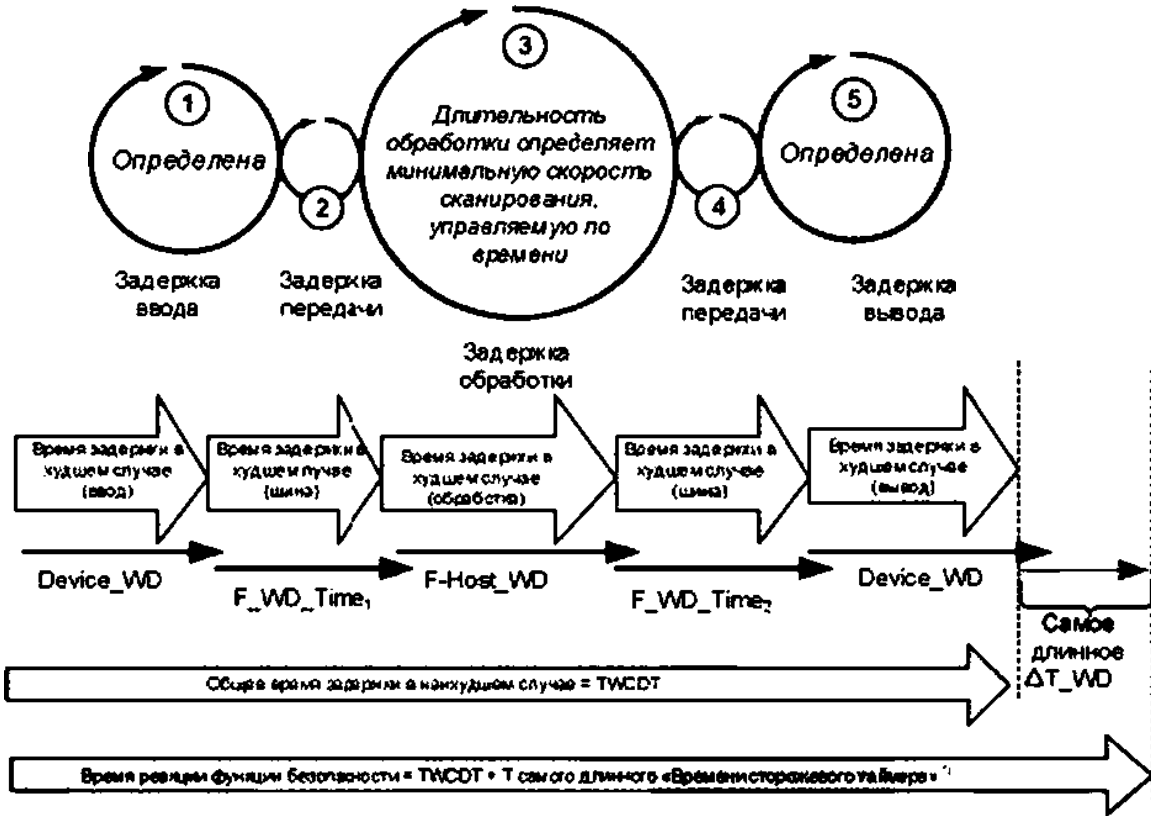 1
Определена
2
3
Длительность
обработки определяет
минимальную скорость
сканирования,
управляемую по
времени
4
5
Определена
Задержка
ввода
Задержка
передачи
Задержка
обработки
Задержка
передачи
Задержка
вывода
Время задержки в
худшем случае
(ввод)
Время задержки в
худшем лучае
(шина)
Время задержки в
худшем случае
(обработка)
Время задержки в
худшем случае
(шина)
Время задержки в
худшем случае
(вывод)
Device_WD
F_WD_Time₁
F-Host_WD
F_WD_Time₂
Device_WD
Самое
длинное
ΔT_WD
Общее время задержки в наихудшем случае = TWCDT
Время реакции функции безопасности = TWCDT + T самого длинного «Времени сторожевого таймера»